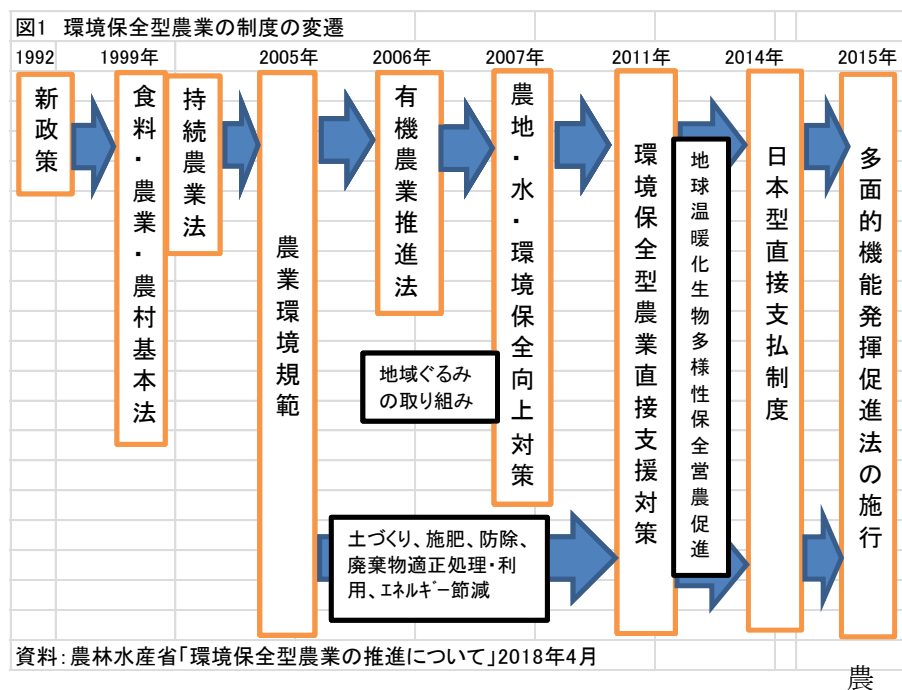 図1　環境保全型農業の制度の変遷
1992
1999年
2005年
2006年
2007年
2011年
2014年
2015年
新政策
食料・農業・農村基本法
持続農業法
農業環境規範
有機農業推進法
農地・水・環境保全向上対策
環境保全型農業直接支援対策
地球温暖化生物多様性保全営農促進
日本型直接支払制度
多面的機能発揮促進法の施行
地域ぐるみ
の取り組み
土づくり、施肥、防除、
廃棄物適正処理・利
用、エネルギー節減
資料：農林水産省「環境保全型農業の推進について」2018年4月
農